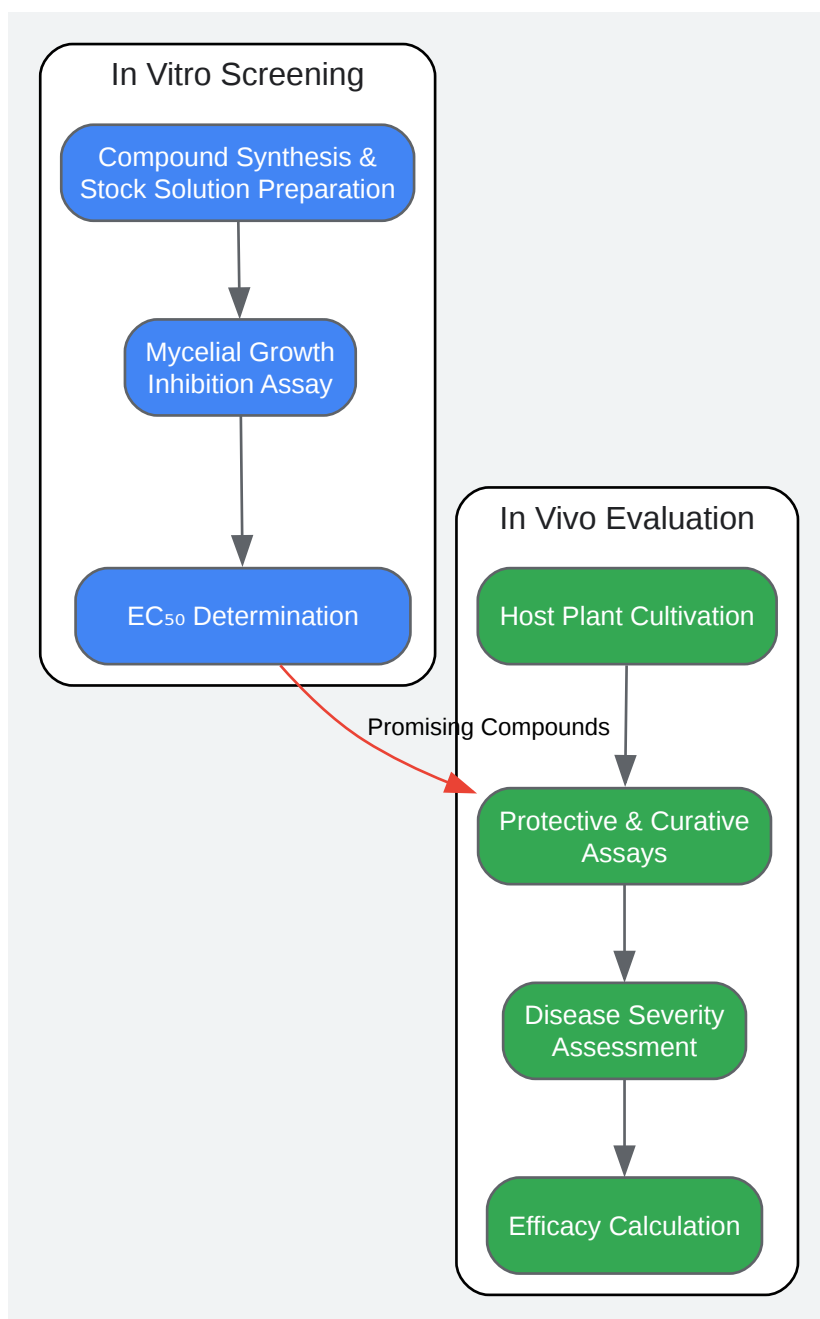 In Vitro Screening
Compound Synthesis &
Stock Solution Preparation
Mycelial Growth
Inhibition Assay
EC₅₀ Determination
In Vivo Evaluation
Host Plant Cultivation
Promising Compounds
Protective & Curative
Assays
Disease Severity
Assessment
Efficacy Calculation